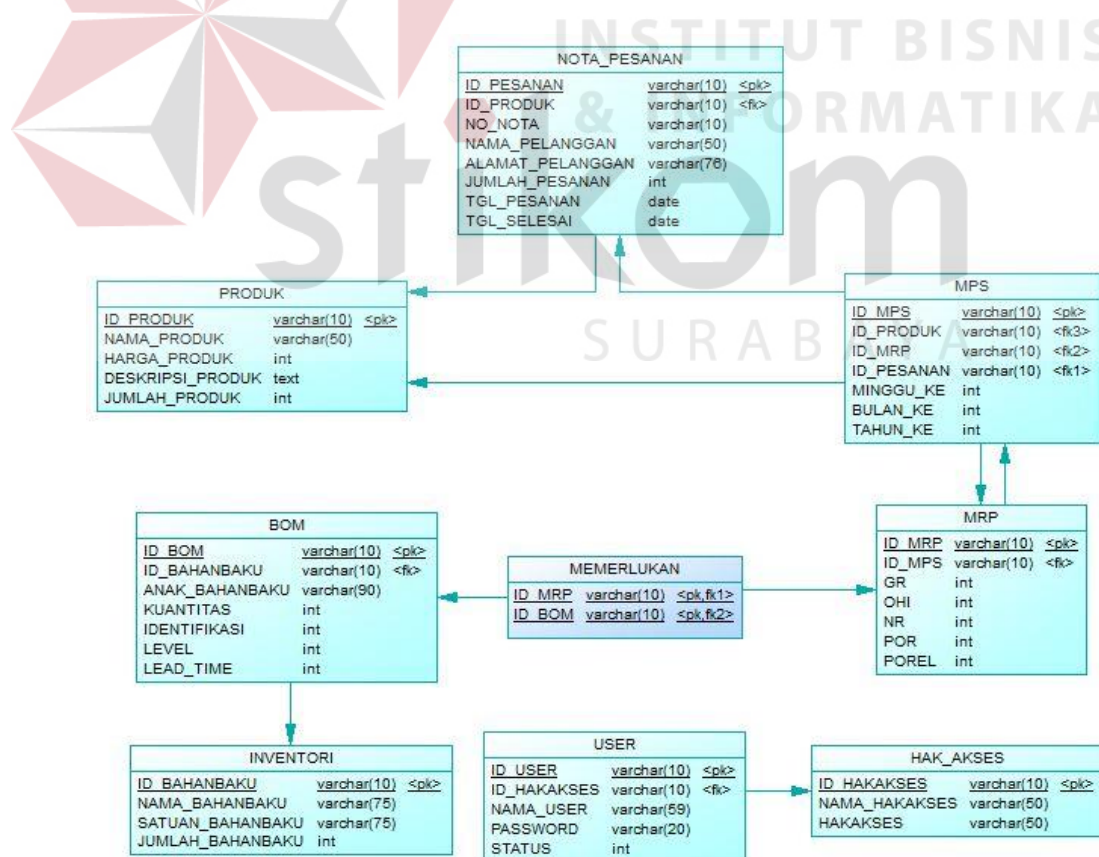 INSTITUT BISNIS
& INFORMATIKA
stikom
SURABAYA
NOTA_PESANAN
ID_PESANAN varchar(10) <pk>
ID_PRODUK varchar(10) <fk>
NO_NOTA varchar(10)
NAMA_PELANGGAN varchar(50)
ALAMAT_PELANGGAN varchar(76)
JUMLAH_PESANAN int
TGL_PESANAN date
TGL_SELESAI date
PRODUK
ID_PRODUK varchar(10) <pk>
NAMA_PRODUK varchar(50)
HARGA_PRODUK int
DESKRIPSI_PRODUK text
JUMLAH_PRODUK int
MPS
ID_MPS varchar(10) <pk>
ID_PRODUK varchar(10) <fk3>
ID_MRP varchar(10) <fk2>
ID_PESANAN varchar(10) <fk1>
MINGGU_KE int
BULAN_KE int
TAHUN_KE int
BOM
ID_BOM varchar(10) <pk>
ID_BAHANBAKU varchar(10) <fk>
ANAK_BAHANBAKU varchar(90)
KUANTITAS int
IDENTIFIKASI int
LEVEL int
LEAD_TIME int
MEMERLUKAN
ID_MRP varchar(10) <pk,fk1>
ID_BOM varchar(10) <pk,fk2>
MRP
ID_MRP varchar(10) <pk>
ID_MPS varchar(10) <fk>
GR int
OHI int
NR int
POR int
POREL int
INVENTORI
ID_BAHANBAKU varchar(10) <pk>
NAMA_BAHANBAKU varchar(75)
SATUAN_BAHANBAKU varchar(75)
JUMLAH_BAHANBAKU int
USER
ID_USER varchar(10) <pk>
ID_HAKAKSES varchar(10) <fk>
NAMA_USER varchar(59)
PASSWORD varchar(20)
STATUS int
HAK_AKSES
ID_HAKAKSES varchar(10) <pk>
NAMA_HAKAKSES varchar(50)
HAKAKSES varchar(50)